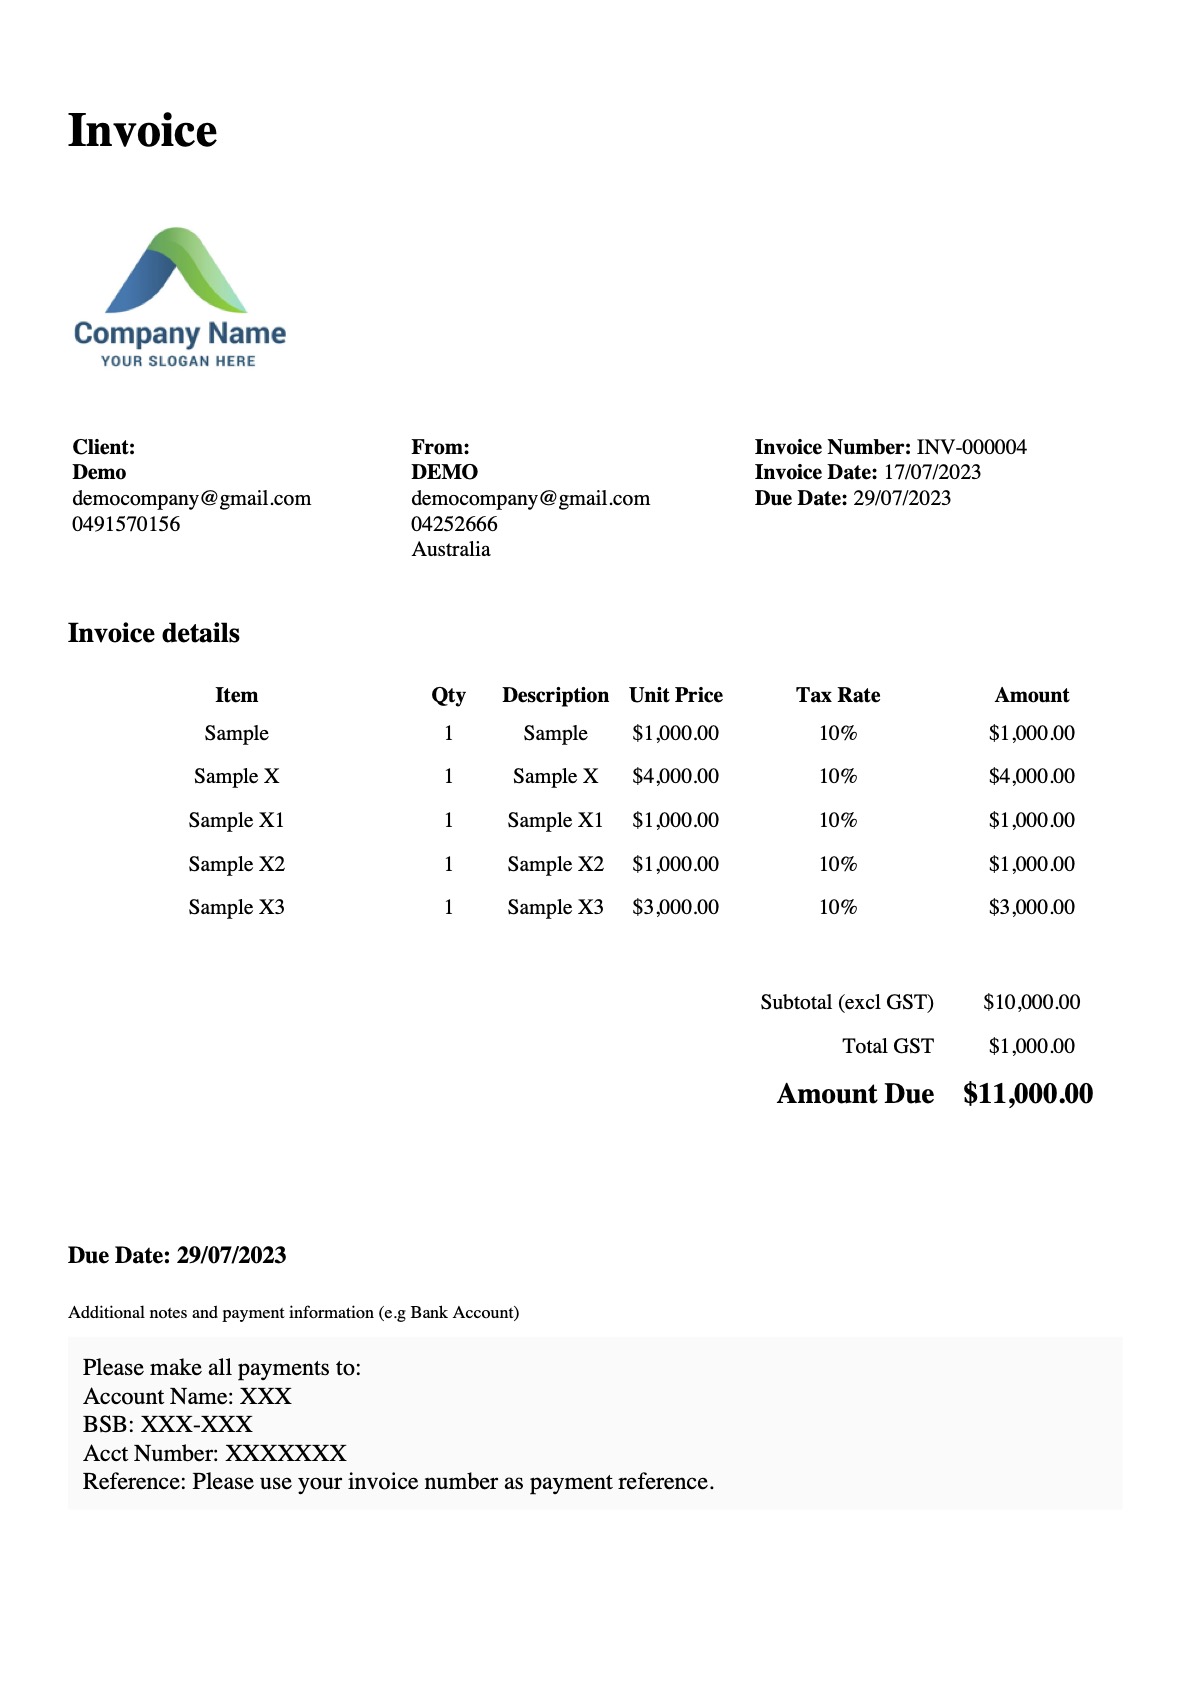 Invoice
Company Name
YOUR SLOGAN HERE
Client:
Demo
democompany@gmail.com
0491570156
From:
DEMO
democompany@gmail.com
04252666
Australia
Invoice Number: INV-000004
Invoice Date: 17/07/2023
Due Date: 29/07/2023
Invoice details
Item Qty Description Unit Price Tax Rate Amount
Sample 1 Sample $1,000.00 10% $1,000.00
Sample X 1 Sample X $4,000.00 10% $4,000.00
Sample X1 1 Sample X1 $1,000.00 10% $1,000.00
Sample X2 1 Sample X2 $1,000.00 10% $1,000.00
Sample X3 1 Sample X3 $3,000.00 10% $3,000.00
Subtotal (excl GST) $10,000.00
Total GST $1,000.00
Amount Due $11,000.00
Due Date: 29/07/2023
Additional notes and payment information (e.g Bank Account)
Please make all payments to:
Account Name: XXX
BSB: XXX-XXX
Acct Number: XXXXXXX
Reference: Please use your invoice number as payment reference.